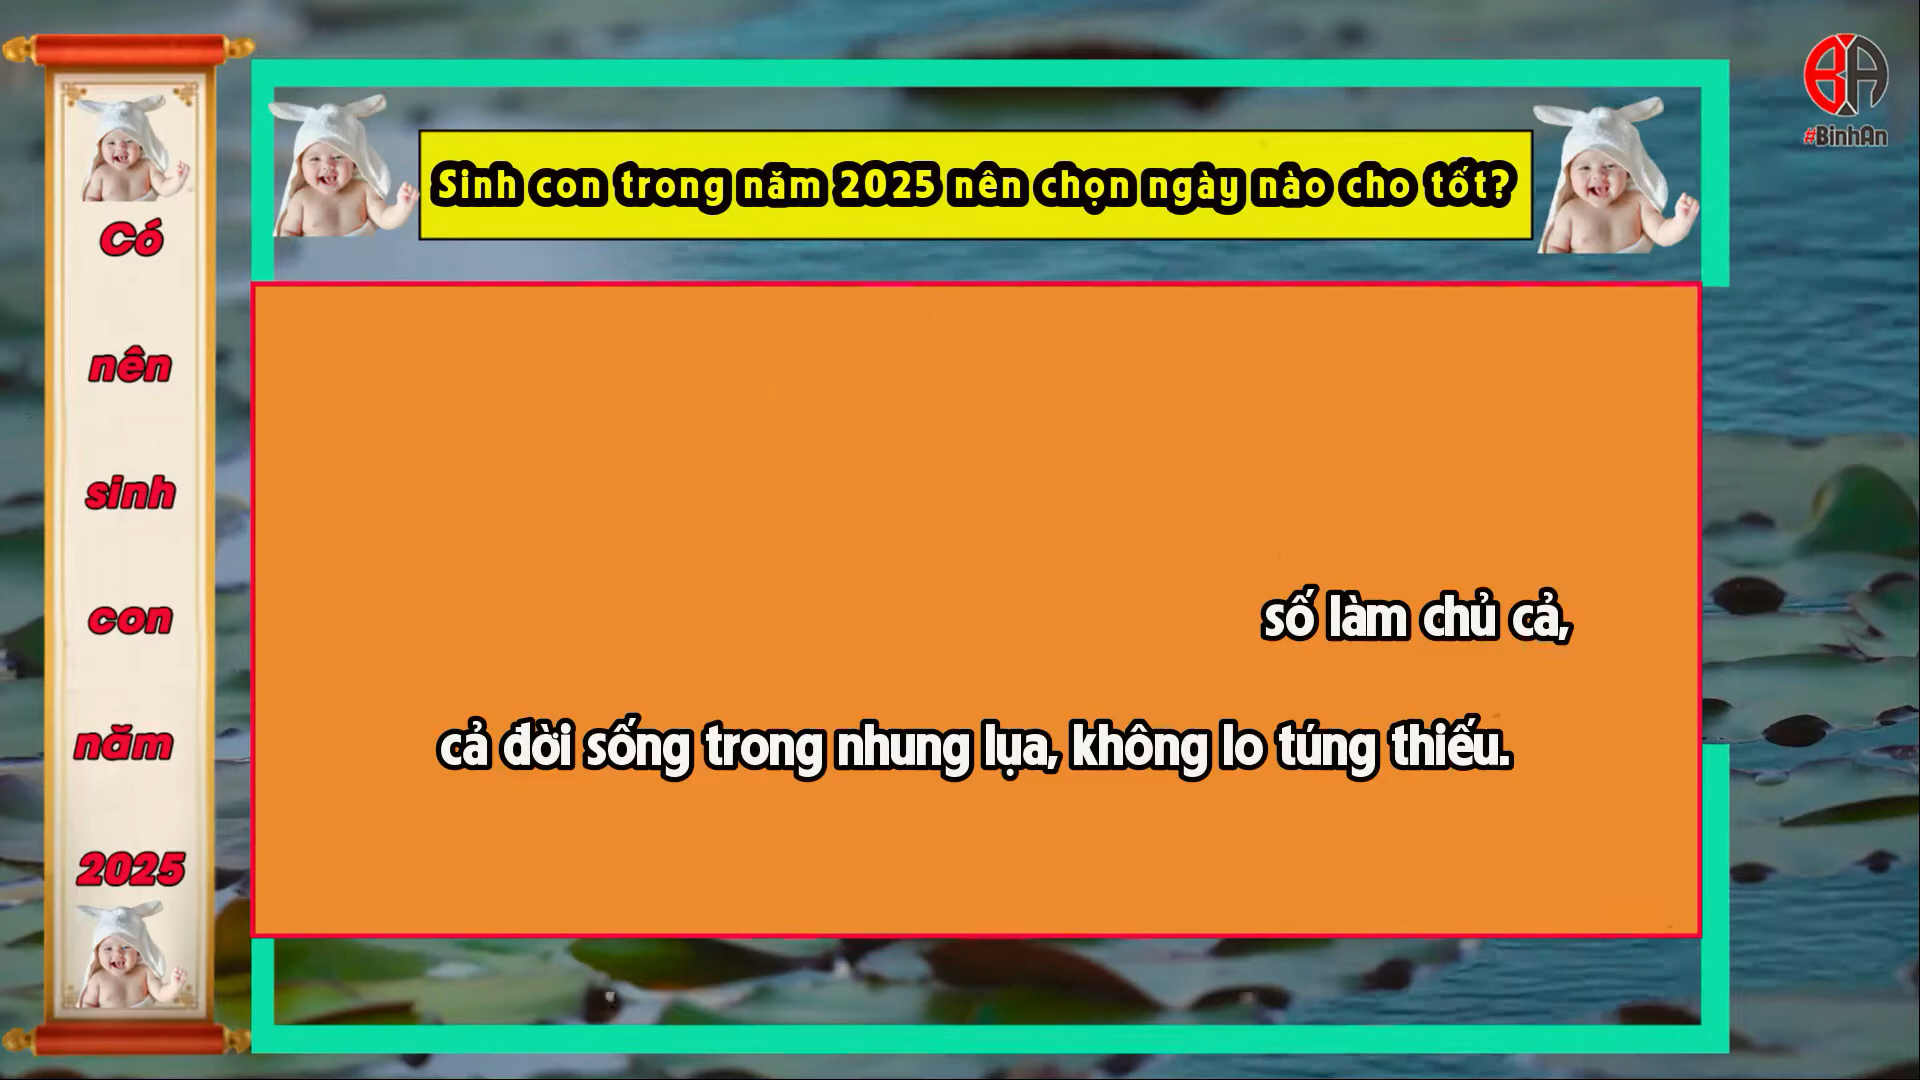 Có
nên
sinh
con
năm
2025
Sinh con trong năm 2025 nên chọn ngày nào cho tốt?
số làm chủ cả,
cả đời sống trong nhung lụa, không lo túng thiếu.
BA
#BinhAn